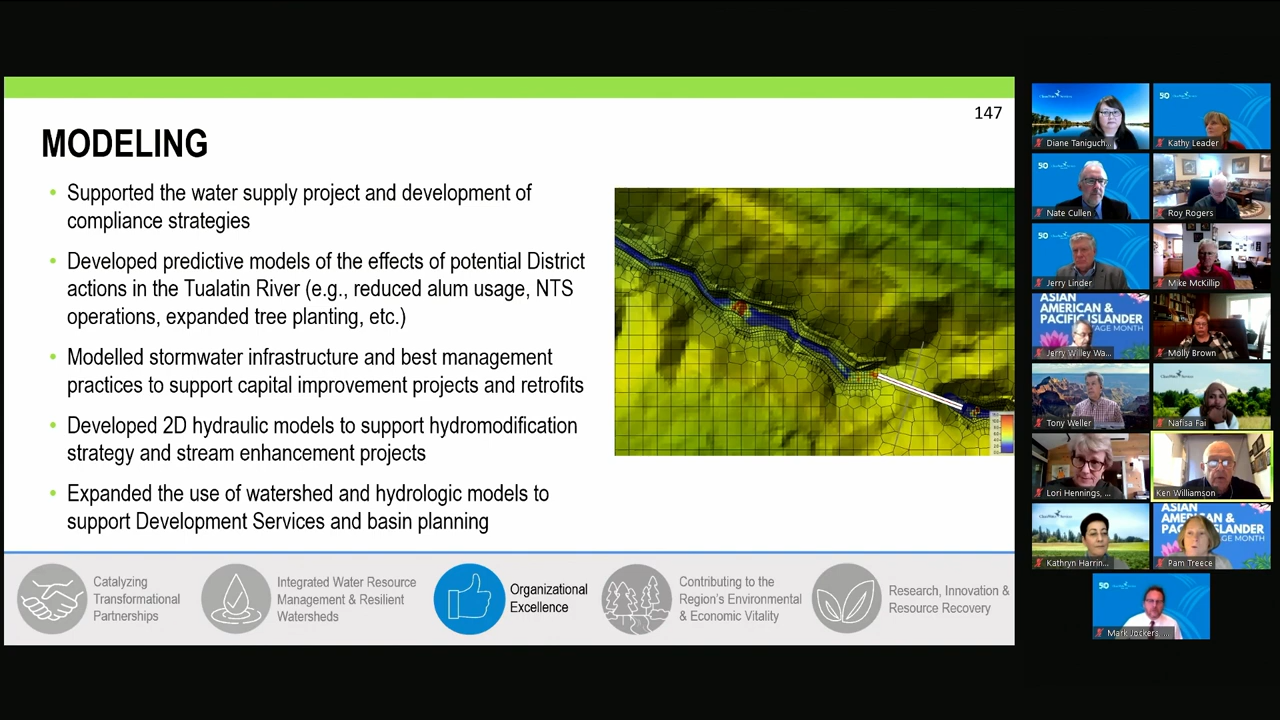 147
MODELING
• Supported the water supply project and development of
compliance strategies
• Developed predictive models of the effects of potential District
actions in the Tualatin River (e.g., reduced alum usage, NTS
operations, expanded tree planting, etc.)
• Modelled stormwater infrastructure and best management
practices to support capital improvement projects and retrofits
• Developed 2D hydraulic models to support hydromodification
strategy and stream enhancement projects
• Expanded the use of watershed and hydrologic models to
support Development Services and basin planning
Catalyzing
Transformational
Partnerships
Integrated Water Resource
Management & Resilient
Watersheds
Organizational
Excellence
Contributing to the
Region's Environmental
& Economic Vitality
Research, Innovation &
Resource Recovery
Diane Taniguch...
50
Kathy Leader
50
Nate Cullen
Roy Rogers
50
Jerry Linder
Mike McKillip
ASIAN
AMERICAN &
PACIFIC ISLANDER
AGE MONTH
Jerry Willey Wa...
Molly Brown
Tony Weller
Nafisa Fai
Lori Hennings, ...
Ken Williamson
Kathryn Harrin...
ASIAN
AMERICAN &
GE MONTH
Pam Treece
50
Mark Jockers, ...